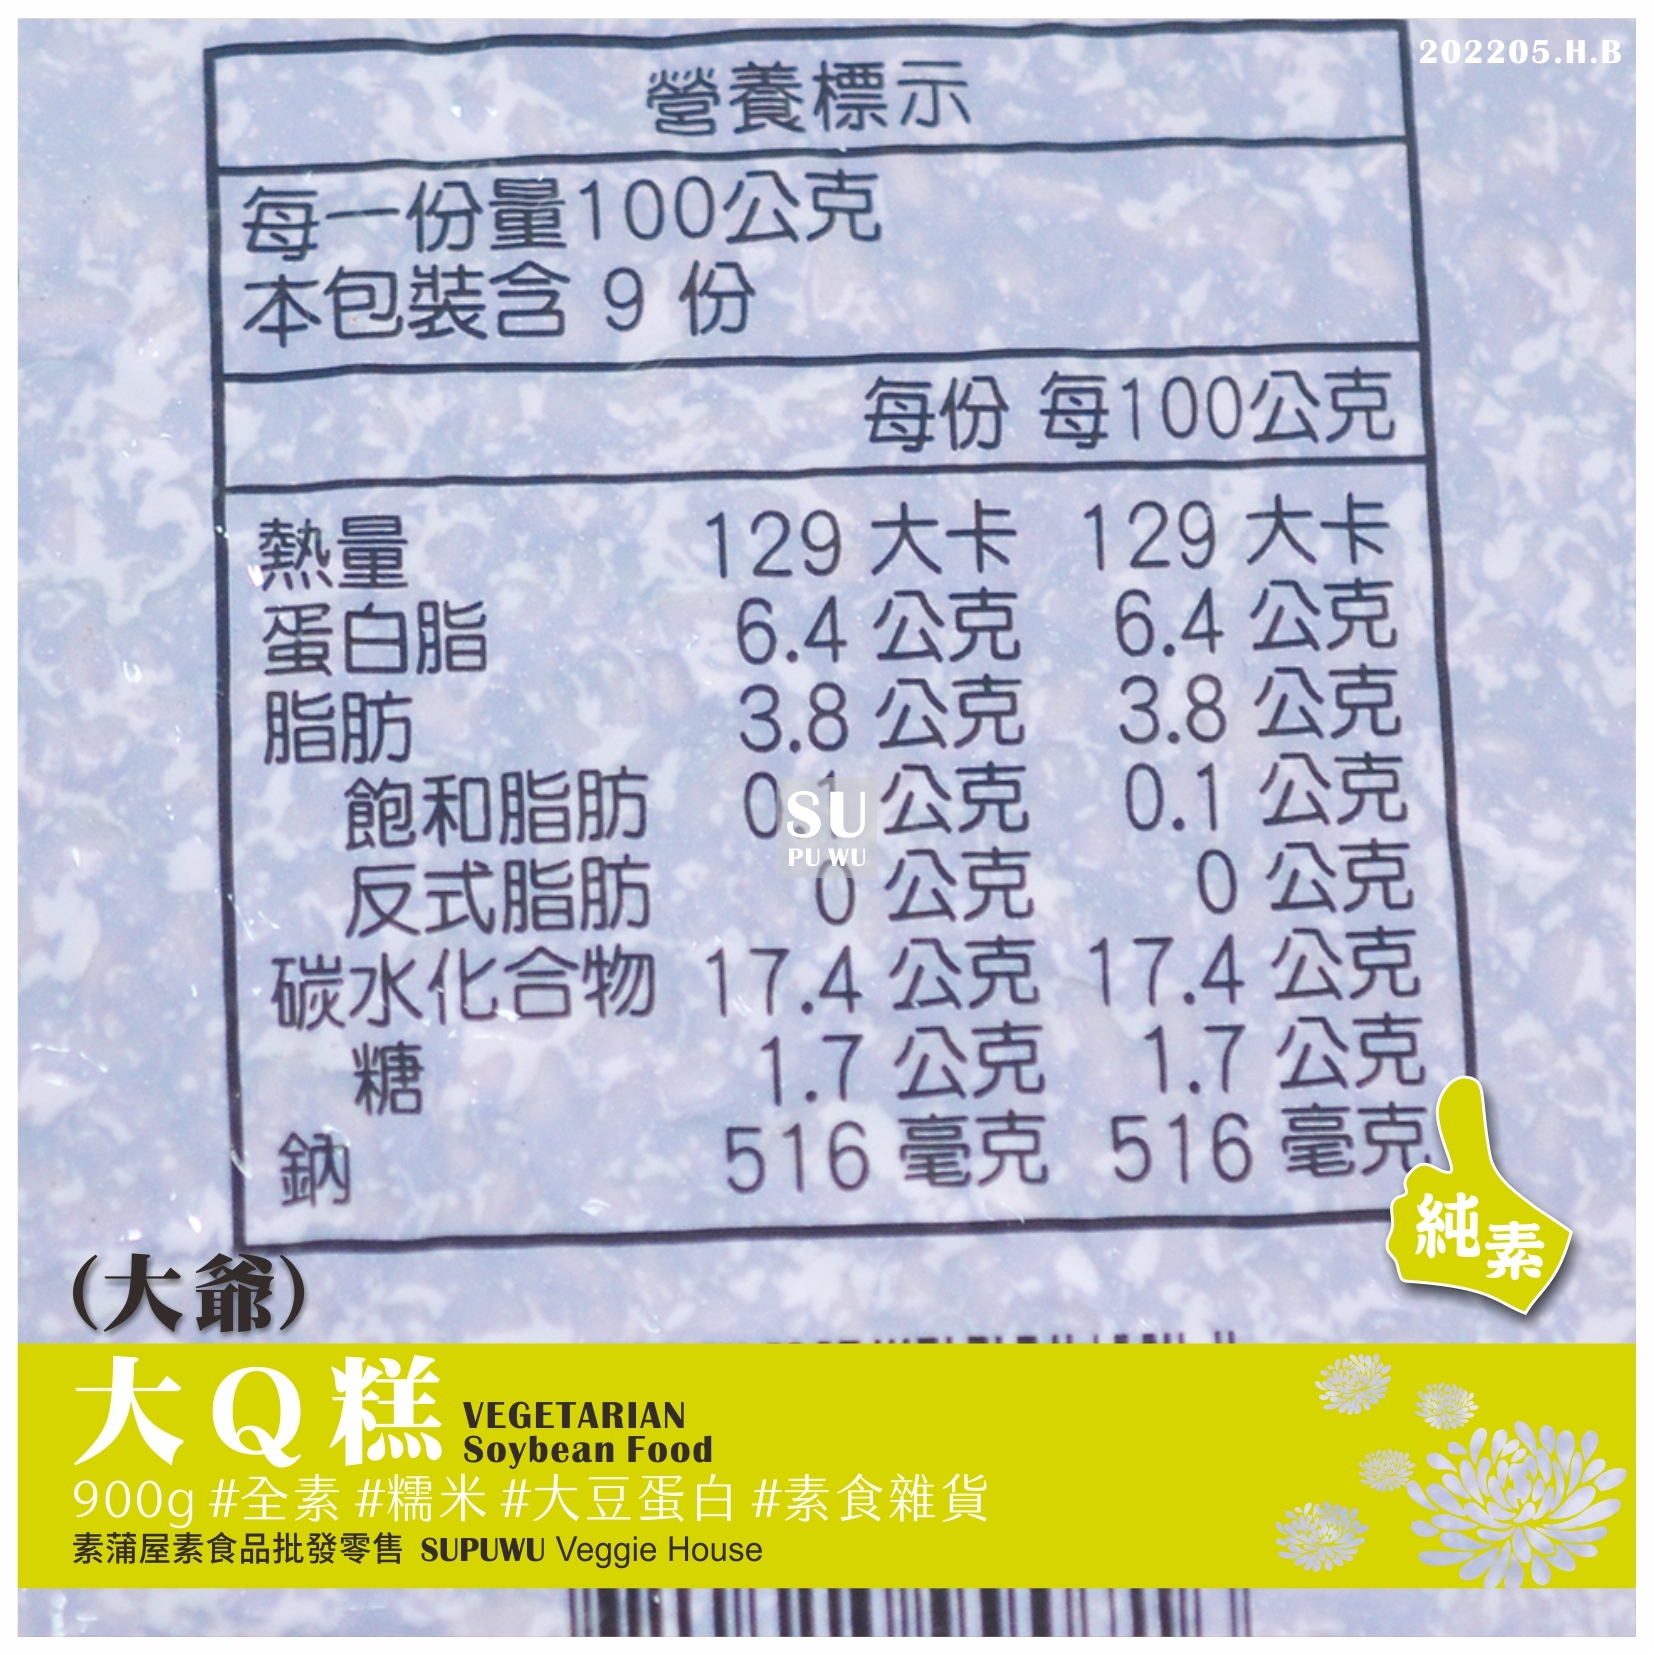 202205.H.B
營養標示
每一份量100公克
本包裝含 9 份
每份 每100公克
熱量 129 大卡 129 大卡
蛋白脂 6.4 公克 6.4 公克
脂肪 3.8 公克 3.8 公克
飽和脂肪 0.1 公克 0.1 公克
反式脂肪 0 公克 0 公克
碳水化合物 17.4 公克 17.4 公克
糖 1.7 公克 1.7 公克
鈉 516 毫克 516 毫克
SU
PU WU
純素
(大爺)
大Q糕
VEGETARIAN
Soybean Food
900g #全素 #糯米 #大豆蛋白 #素食雜貨
素蒲屋素食品批發零售 SUPUWU Veggie House